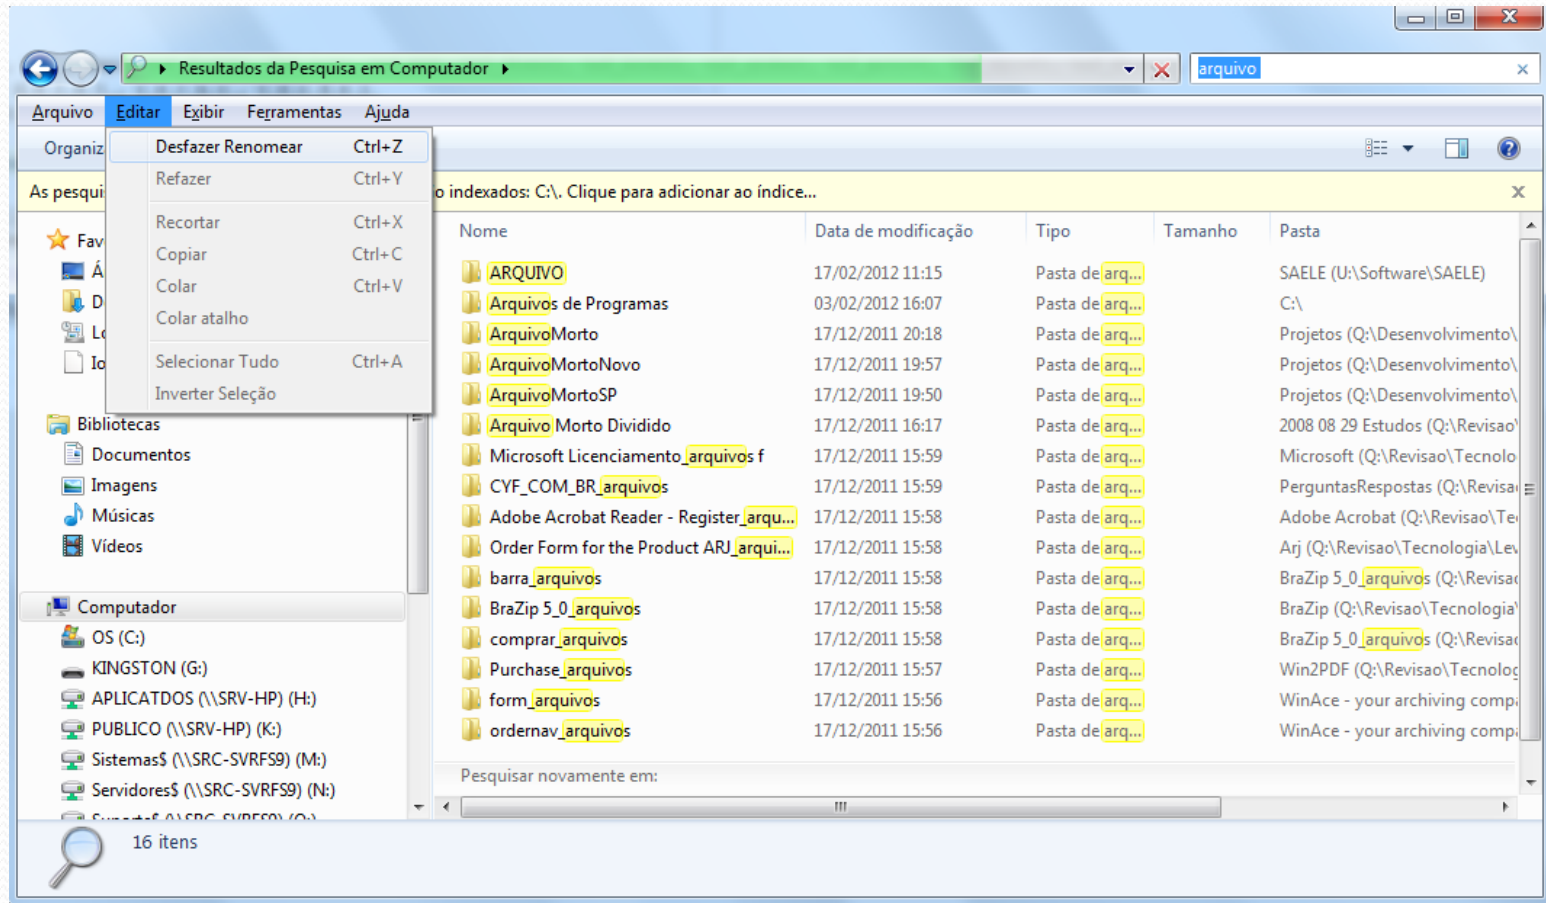 Resultados da Pesquisa em Computador
arquivo
Arquivo Editar Exibir Ferramentas Ajuda
Organiz
Desfazer Renomear Ctrl+Z
Refazer Ctrl+Y
Recortar Ctrl+X
Copiar Ctrl+C
Colar Ctrl+V
Colar atalho
Selecionar Tudo Ctrl+A
Inverter Seleção
As pesqui
o indexados: C:\. Clique para adicionar ao índice...
Fav
Á
D
Lo
Io
Bibliotecas
Documentos
Imagens
Músicas
Vídeos
Computador
OS (C:)
KINGSTON (G:)
APLICATDOS (\\SRV-HP) (H:)
PUBLICO (\\SRV-HP) (K:)
Sistemas$ (\\SRC-SVRFS9) (M:)
Servidores$ (\\SRC-SVRFS9) (N:)
Nome Data de modificação Tipo Tamanho Pasta
ARQUIVO 17/02/2012 11:15 Pasta de arq... SAELE (U:\Software\SAELE)
Arquivos de Programas 03/02/2012 16:07 Pasta de arq... C:\
ArquivoMorto 17/12/2011 20:18 Pasta de arq... Projetos (Q:\Desenvolvimento\
ArquivoMortoNovo 17/12/2011 19:57 Pasta de arq... Projetos (Q:\Desenvolvimento\
ArquivoMortoSP 17/12/2011 19:50 Pasta de arq... Projetos (Q:\Desenvolvimento\
Arquivo Morto Dividido 17/12/2011 16:17 Pasta de arq... 2008 08 29 Estudos (Q:\Revisao\
Microsoft Licenciamento_arquivos f 17/12/2011 15:59 Pasta de arq... Microsoft (Q:\Revisao\Tecnolo
CYF_COM_BR_arquivos 17/12/2011 15:59 Pasta de arq... PerguntasRespostas (Q:\Revisa
Adobe Acrobat Reader - Register_arqu... 17/12/2011 15:58 Pasta de arq... Adobe Acrobat (Q:\Revisao\Te
Order Form for the Product ARJ_arqui... 17/12/2011 15:58 Pasta de arq... Arj (Q:\Revisao\Tecnologia\Lev
barra_arquivos 17/12/2011 15:58 Pasta de arq... BraZip 5_0_arquivos (Q:\Revisa
BraZip 5_0_arquivos 17/12/2011 15:58 Pasta de arq... BraZip (Q:\Revisao\Tecnologia\
comprar_arquivos 17/12/2011 15:58 Pasta de arq... BraZip 5_0_arquivos (Q:\Revisa
Purchase_arquivos 17/12/2011 15:57 Pasta de arq... Win2PDF (Q:\Revisao\Tecnolog
form_arquivos 17/12/2011 15:56 Pasta de arq... WinAce - your archiving comp
ordernav_arquivos 17/12/2011 15:56 Pasta de arq... WinAce - your archiving comp
Pesquisar novamente em:
16 itens